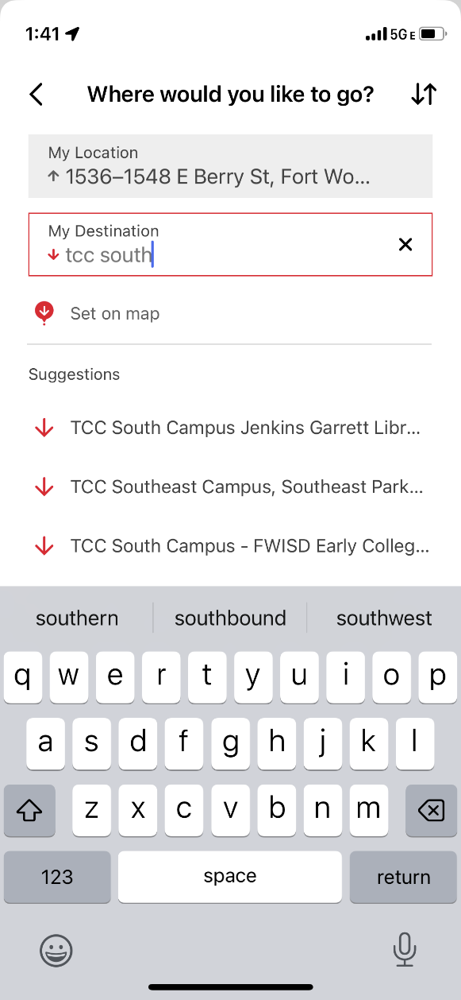 1:41
5GE
Where would you like to go?
My Location
1536–1548 E Berry St, Fort Wo...
My Destination
tcc south
Set on map
Suggestions
TCC South Campus Jenkins Garrett Libr...
TCC Southeast Campus, Southeast Park...
TCC South Campus - FWISD Early Colleg...
southern southbound southwest
q w e r t y u i o p
a s d f g h j k l
z x c v b n m
123 space return